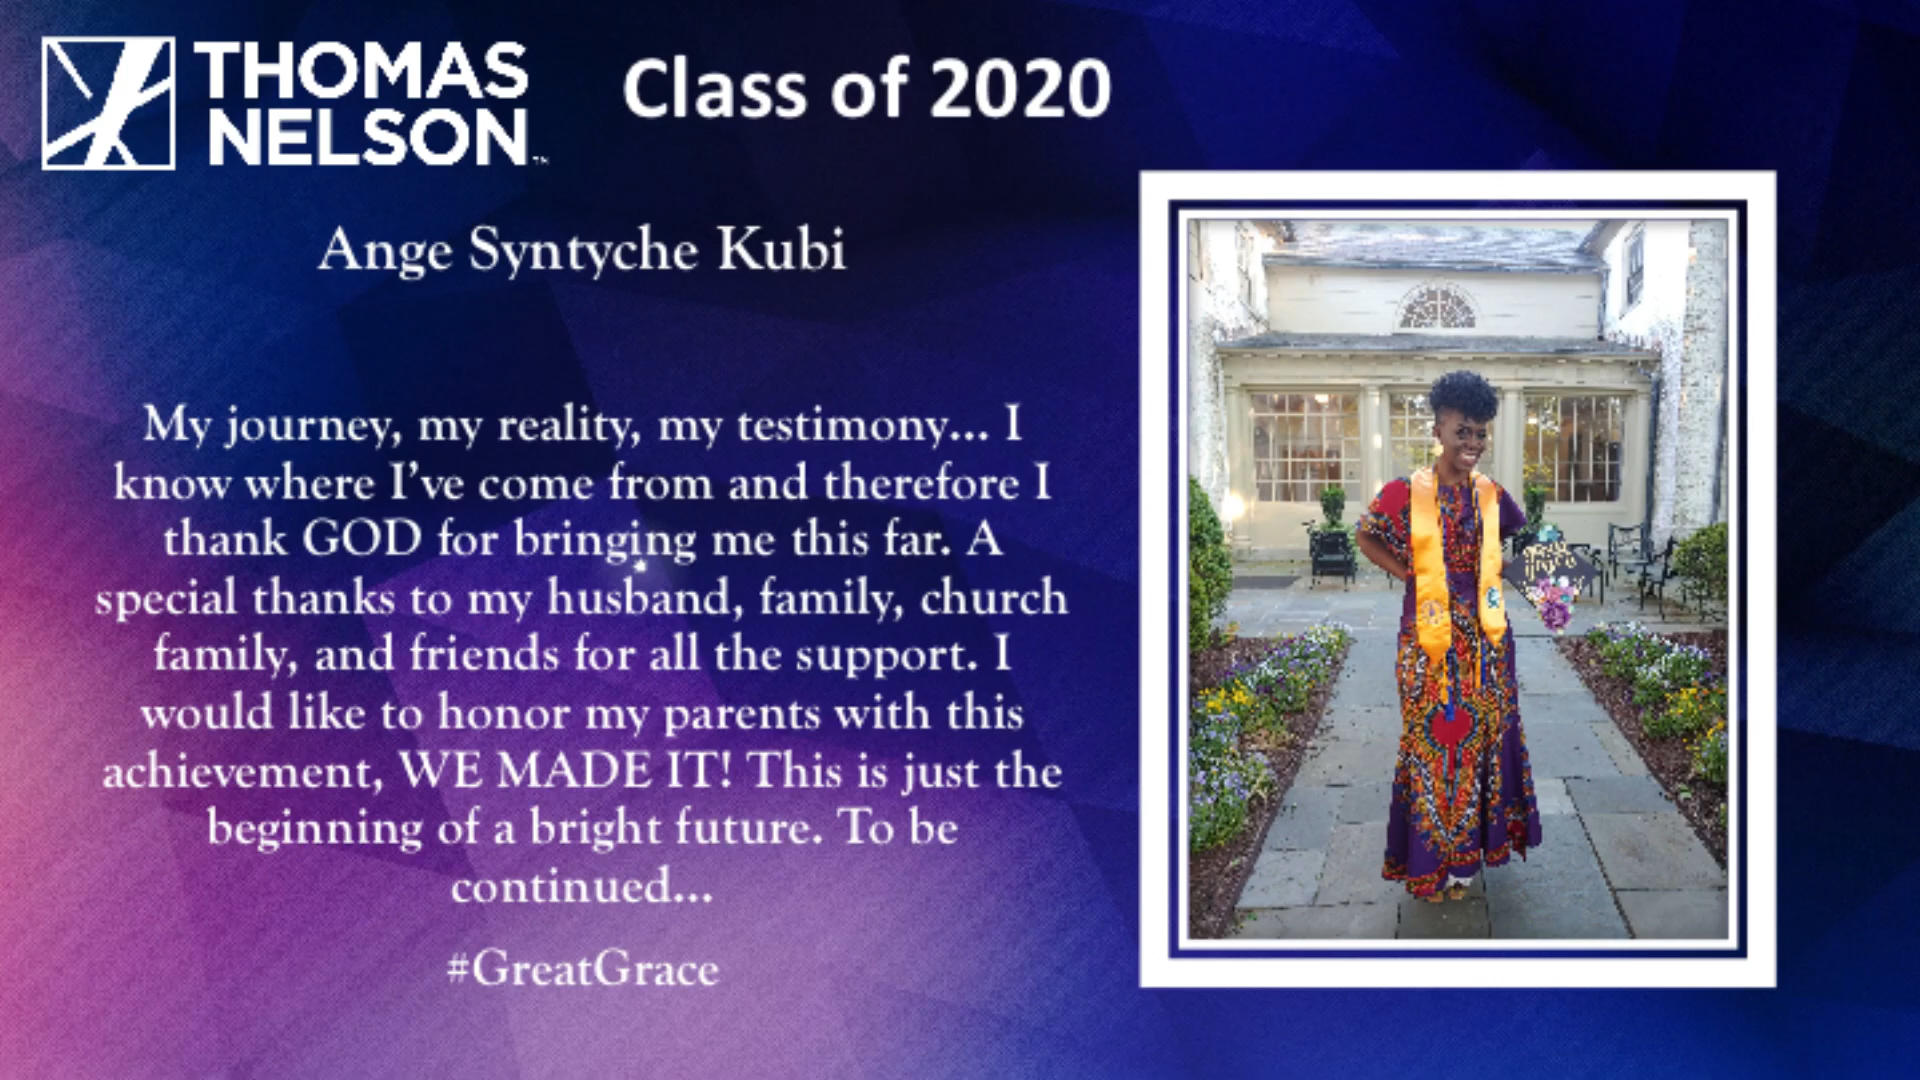 THOMAS
NELSON™
Class of 2020
Ange Syntyche Kubi
My journey, my reality, my testimony... I
know where I've come from and therefore I
thank GOD for bringing me this far. A
special thanks to my husband, family, church
family, and friends for all the support. I
would like to honor my parents with this
achievement, WE MADE IT! This is just the
beginning of a bright future. To be
continued...
#GreatGrace